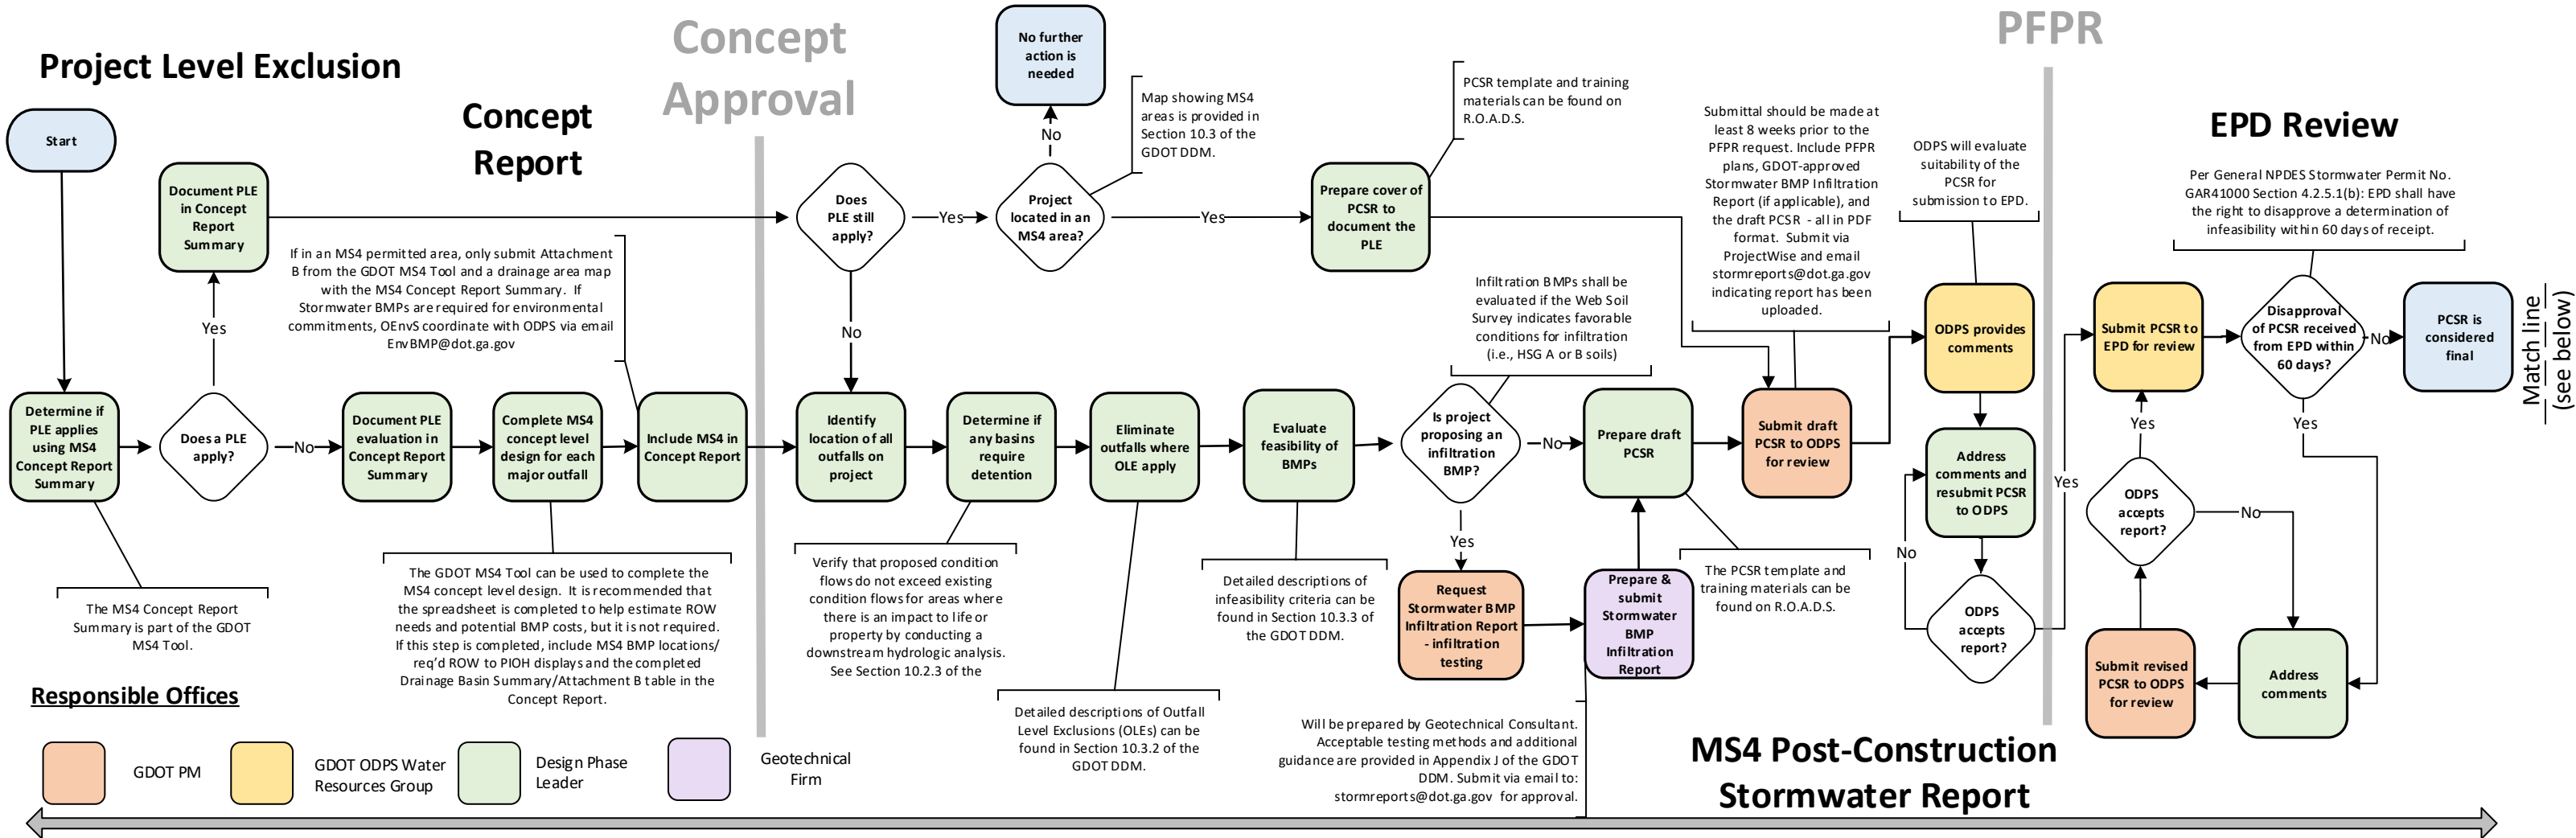 Project Level Exclusion
Concept
Approval
PFPR
Concept
Report
EPD Review
Start
Determine if
PLE applies
using MS4
Concept Report
Summary
The MS4 Concept Report
Summary is part of the GDOT
MS4 Tool.
Does a PLE
apply?
Yes
Document PLE
in Concept
Report
Summary
No
Document PLE
evaluation in
Concept Report
Summary
Complete MS4
concept level
design for each
major outfall
The GDOT MS4 Tool can be used to complete the
MS4 concept level design. It is recommended that
the spreadsheet is completed to help estimate ROW
needs and potential BMP costs, but it is not required.
If this step is completed, include MS4 BMP locations/
req'd ROW to PIOH displays and the completed
Drainage Basin Summary/Attachment B table in the
Concept Report.
Include MS4 in
Concept Report
If in an MS4 permitted area, only submit Attachment
B from the GDOT MS4 Tool and a drainage area map
with the MS4 Concept Report Summary. If
Stormwater BMPs are required for environmental
commitments, OEnvS coordinate with ODPS via email
EnvBMP@dot.ga.gov
Does
PLE still
apply?
Yes
No
Project
located in an
MS4 area?
No
No further
action is
needed
Map showing MS4
areas is provided in
Section 10.3 of the
GDOT DDM.
Yes
Prepare cover of
PCSR to
document the
PLE
PCSR template and training
materials can be found on
R.O.A.D.S.
Identify
location of all
outfalls on
project
Determine if
any basins
require
detention
Verify that proposed condition
flows do not exceed existing
condition flows for areas where
there is an impact to life or
property by conducting a
downstream hydrologic analysis.
See Section 10.2.3 of the
Eliminate
outfalls where
OLE apply
Detailed descriptions of Outfall
Level Exclusions (OLEs) can be
found in Section 10.3.2 of the
GDOT DDM.
Evaluate
feasibility of
BMPs
Detailed descriptions of
infeasibility criteria can be
found in Section 10.3.3 of
the GDOT DDM.
Is project
proposing an
infiltration
BMP?
Infiltration BMPs shall be
evaluated if the Web Soil
Survey indicates favorable
conditions for infiltration
(i.e., HSG A or B soils)
No
Yes
Request
Stormwater BMP
Infiltration Report
- infiltration
testing
Prepare &
submit
Stormwater
BMP
Infiltration
Report
Will be prepared by Geotechnical Consultant.
Acceptable testing methods and additional
guidance are provided in Appendix J of the GDOT
DDM. Submit via email to:
stormreports@dot.ga.gov for approval.
Prepare draft
PCSR
The PCSR template and
training materials can be
found on R.O.A.D.S.
Submit draft
PCSR to ODPS
for review
Submittal should be made at
least 8 weeks prior to the
PFPR request. Include PFPR
plans, GDOT-approved
Stormwater BMP Infiltration
Report (if applicable), and
the draft PCSR - all in PDF
format. Submit via
ProjectWise and email
stormreports@dot.ga.gov
indicating report has been
uploaded.
ODPS provides
comments
ODPS will evaluate
suitability of the
PCSR for
submission to EPD.
Address
comments and
resubmit PCSR
to ODPS
No
ODPS
accepts
report?
Yes
Submit PCSR to
EPD for review
Disapproval
of PCSR received
from EPD within
60 days?
Per General NPDES Stormwater Permit No.
GAR41000 Section 4.2.5.1(b): EPD shall have
the right to disapprove a determination of
infeasibility within 60 days of receipt.
No
PCSR is
considered
final
Match line
(see below)
Yes
Yes
ODPS
accepts
report?
No
Submit revised
PCSR to ODPS
for review
Address
comments
Responsible Offices
GDOT PM
GDOT ODPS Water
Resources Group
Design Phase
Leader
Geotechnical
Firm
MS4 Post-Construction
Stormwater Report